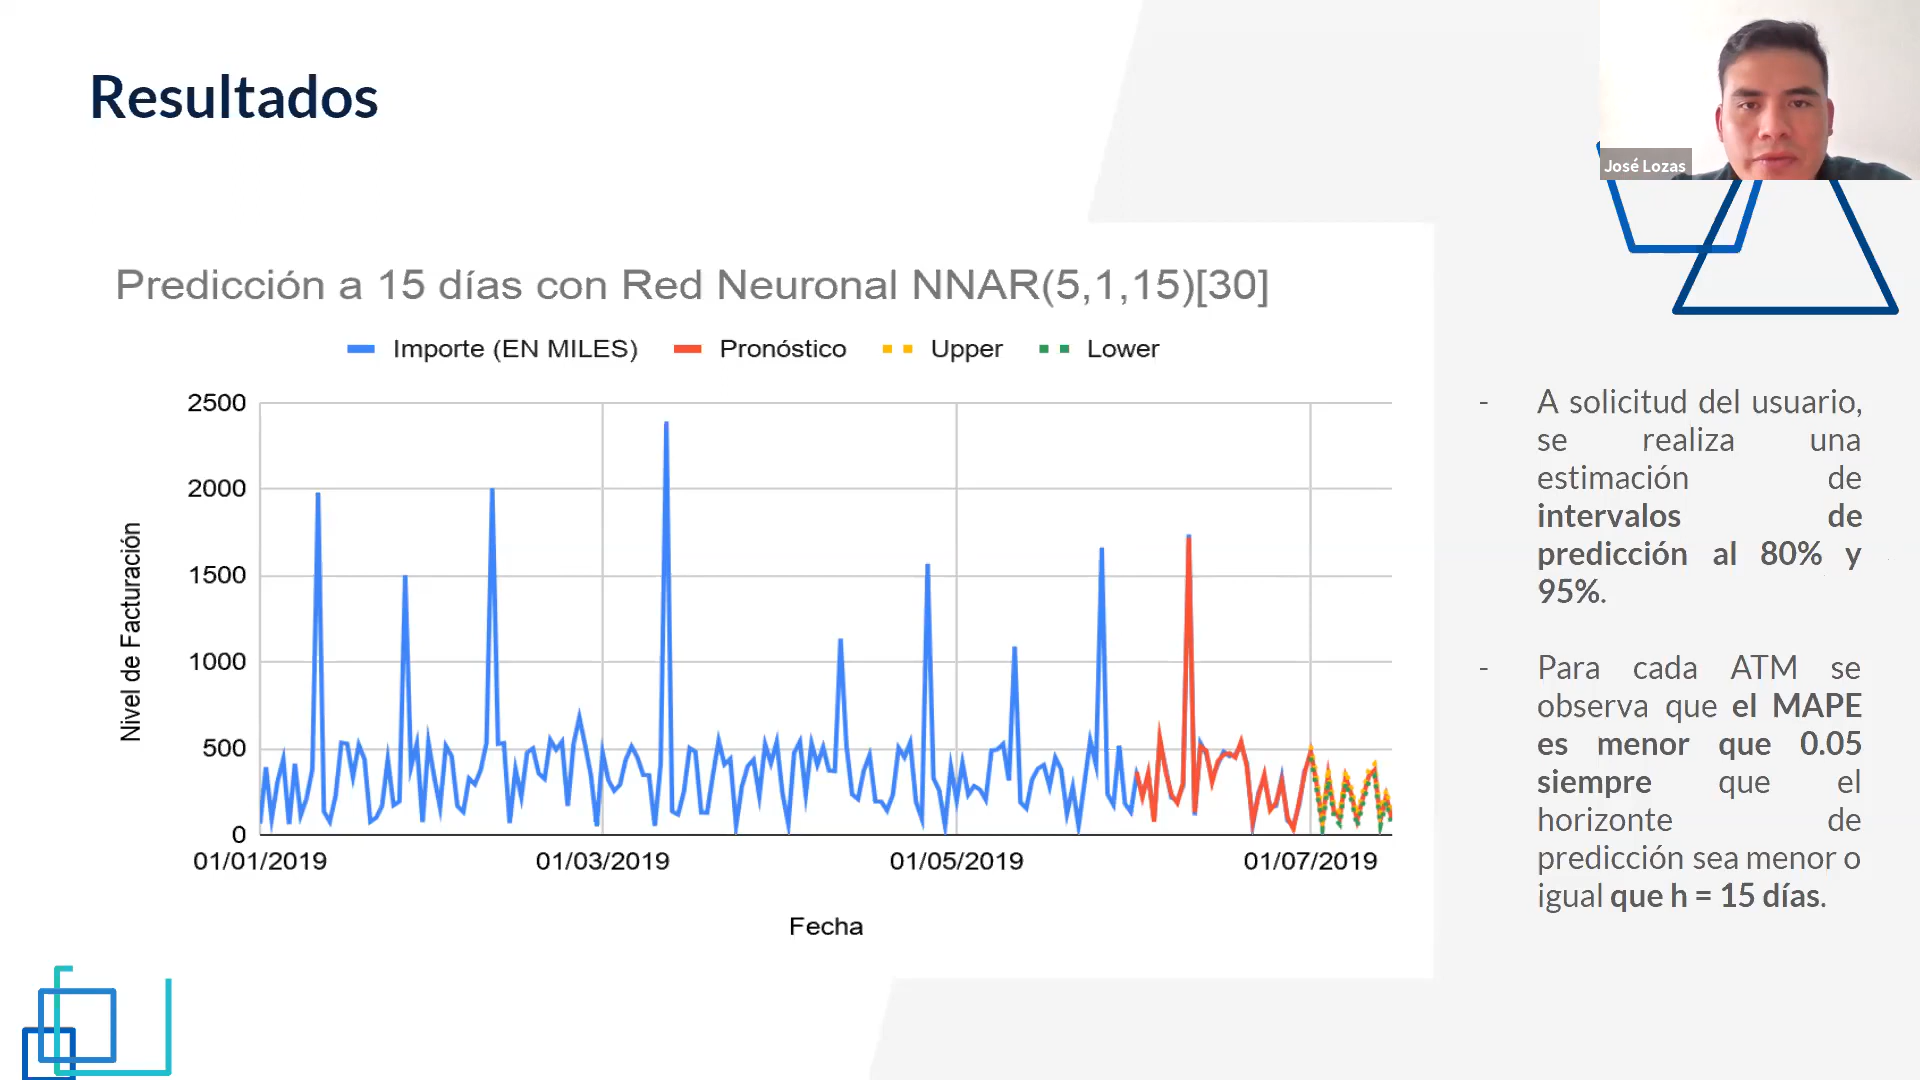 Resultados
José Lozas
Predicción a 15 días con Red Neuronal NNAR(5,1,15)[30]
Importe (EN MILES) Pronóstico Upper Lower
2500
2000
1500
1000
500
0
Nivel de Facturación
01/01/2019 01/03/2019 01/05/2019 01/07/2019
Fecha
- A solicitud del usuario,
se realiza una
estimación de
intervalos de
predicción al 80% y
95%.
- Para cada ATM se
observa que el MAPE
es menor que 0.05
siempre que el
horizonte de
predicción sea menor o
igual que h = 15 días.